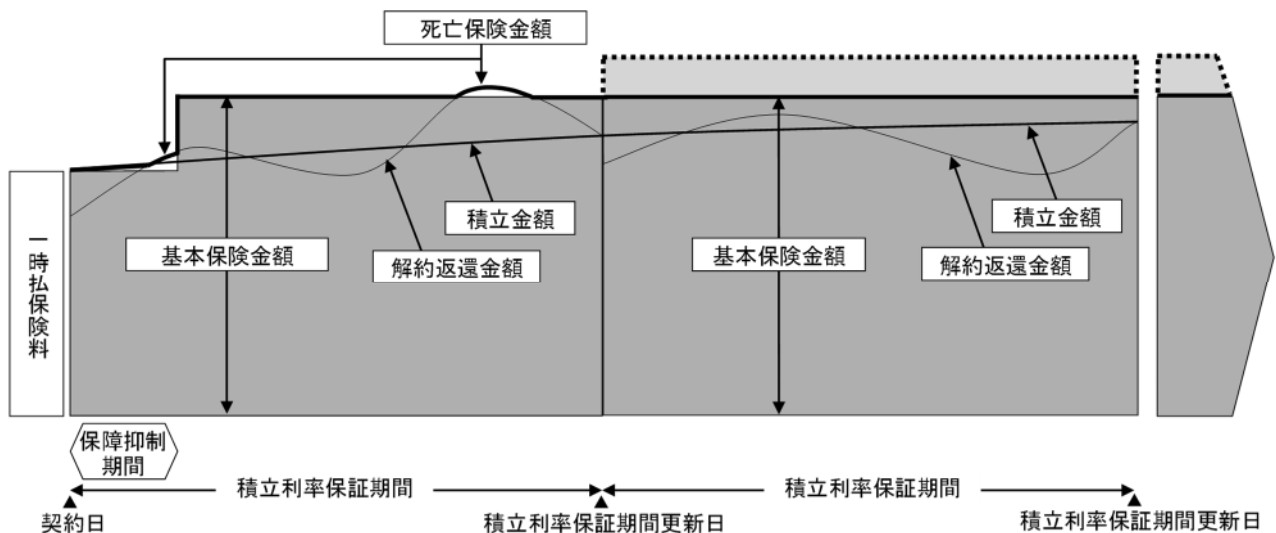 死亡保険金額
一時払保険料
基本保険金額
積立金額
解約返還金額
基本保険金額
積立金額
解約返還金額
保障抑制
期間
積立利率保証期間
積立利率保証期間
契約日
積立利率保証期間更新日
積立利率保証期間更新日